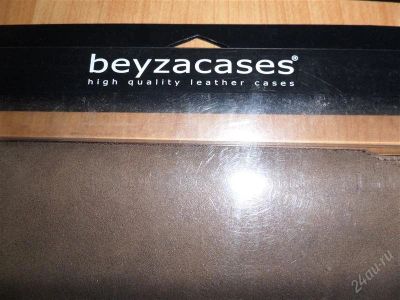 beyzacases®
high quality leather cases
24au.ru